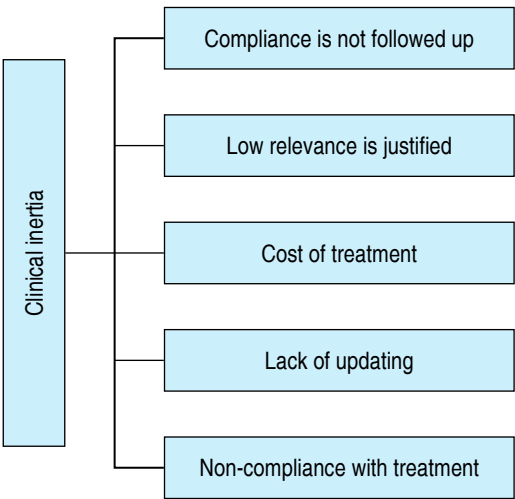 Clinical inertia
Compliance is not followed up
Low relevance is justified
Cost of treatment
Lack of updating
Non-compliance with treatment